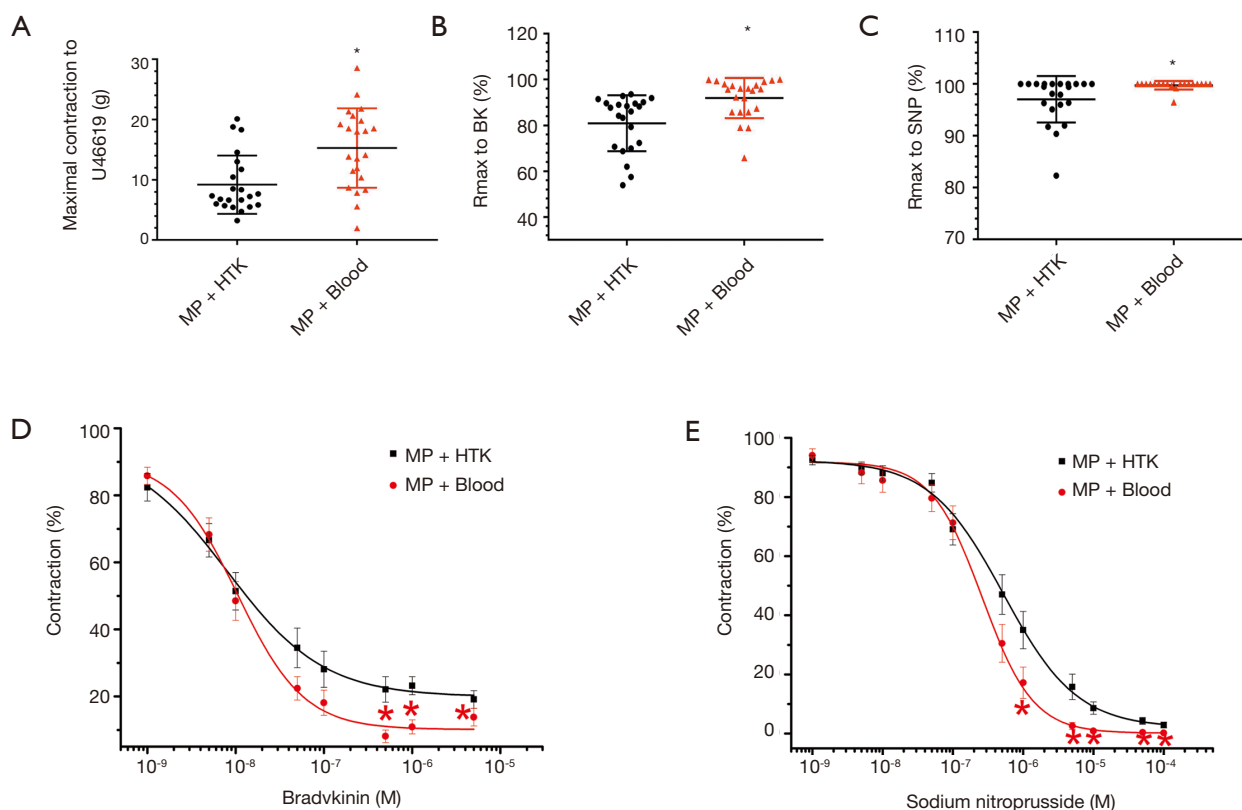 A
Maximal contraction to
U46619 (g)
30
20
10
0
*
MP + HTK
MP + Blood
B
Rmax to BK (%)
120
100
80
60
40
*
MP + HTK
MP + Blood
C
Rmax to SNP (%)
110
100
90
80
70
*
MP + HTK
MP + Blood
D
Contraction (%)
100
80
60
40
20
MP + HTK
MP + Blood
* * *
10⁻⁹ 10⁻⁸ 10⁻⁷ 10⁻⁶ 10⁻⁵
Bradvkinin (M)
E
Contraction (%)
100
80
60
40
20
0
MP + HTK
MP + Blood
* * * * *
10⁻⁹ 10⁻⁸ 10⁻⁷ 10⁻⁶ 10⁻⁵ 10⁻⁴
Sodium nitroprusside (M)